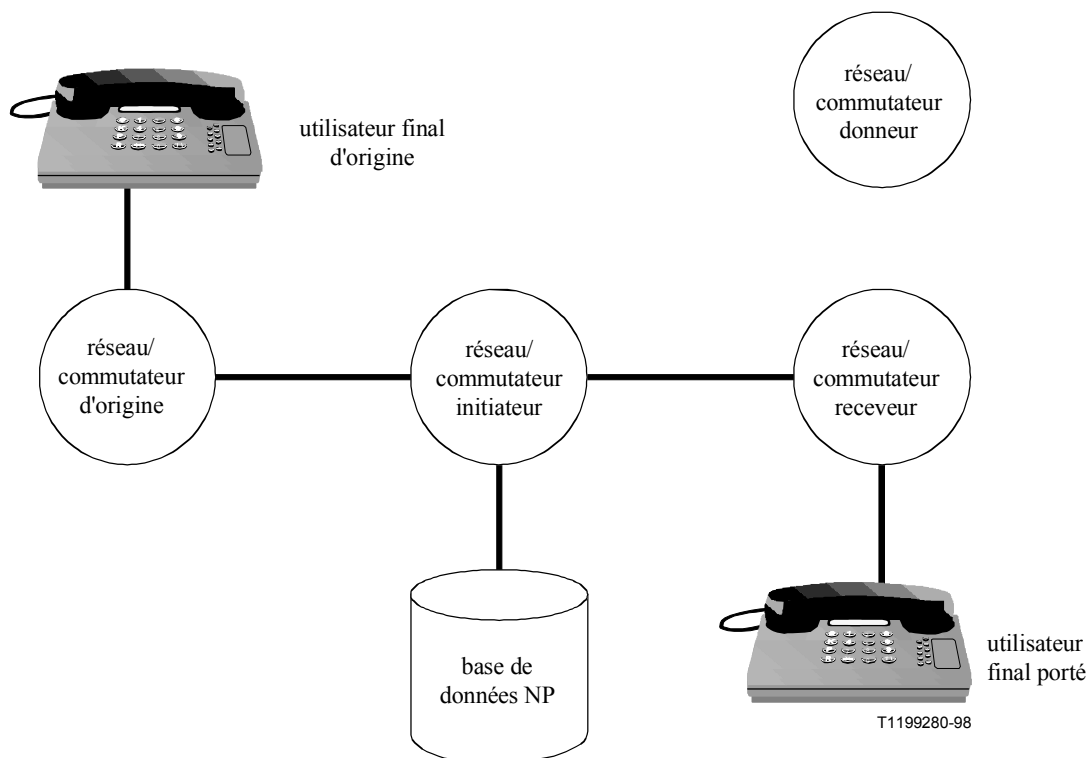 réseau/
commutateur
donneur
utilisateur final
d'origine
réseau/
commutateur
d'origine
réseau/
commutateur
initiateur
réseau/
commutateur
receveur
base de
données NP
utilisateur
final porté
T1199280-98